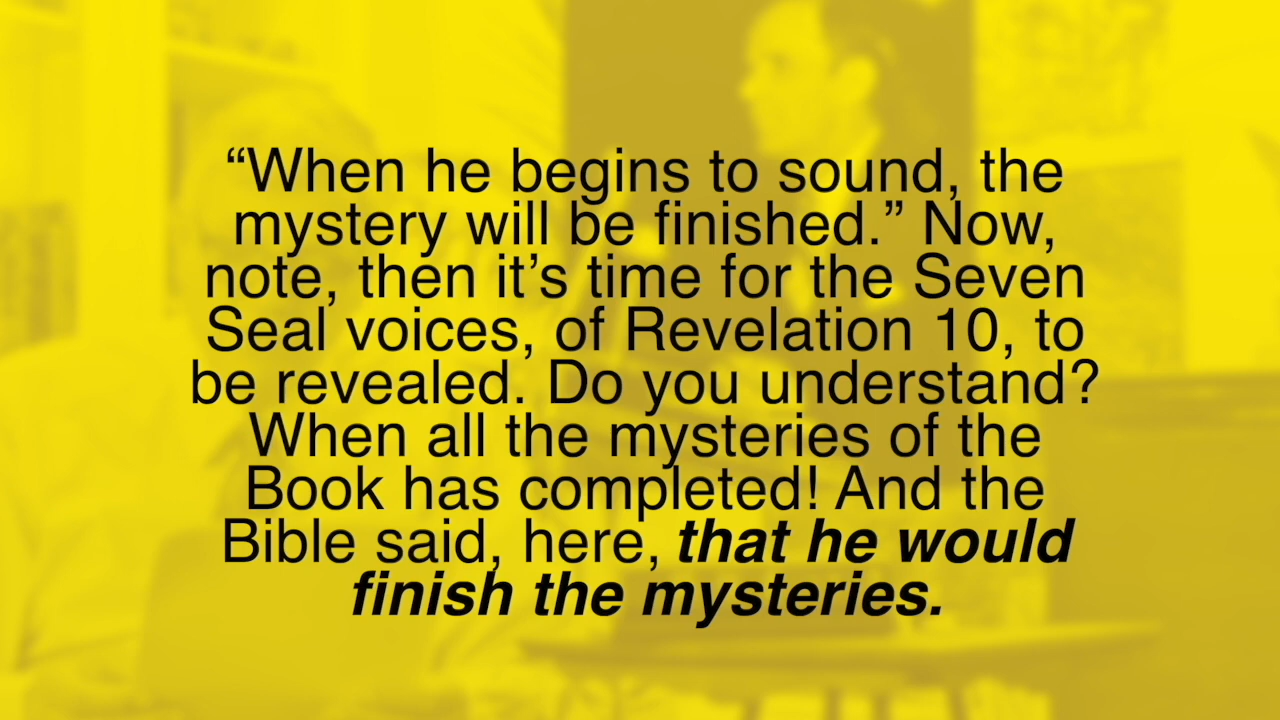 “When he begins to sound, the
mystery will be finished.” Now,
note, then it’s time for the Seven
Seal voices, of Revelation 10, to
be revealed. Do you understand?
When all the mysteries of the
Book has completed! And the
Bible said, here, that he would
finish the mysteries.